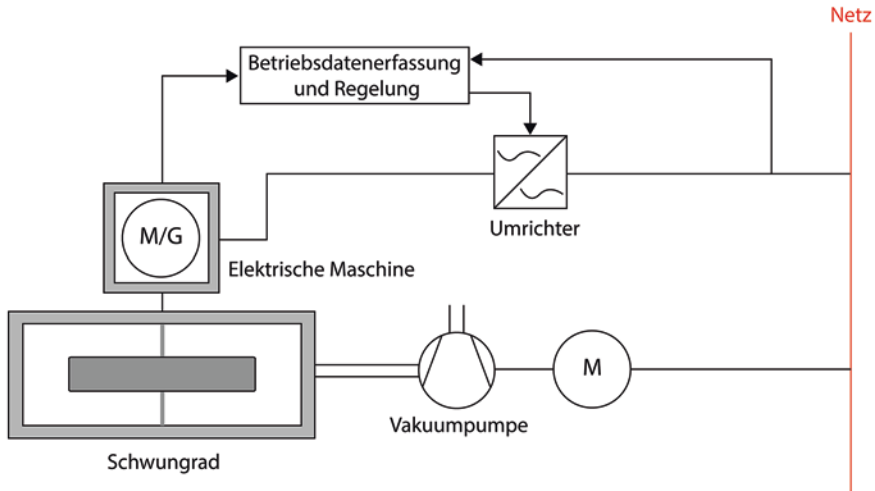 Netz
Betriebsdatenerfassung
und Regelung
Umrichter
M/G
Elektrische Maschine
M
Vakuumpumpe
Schwungrad